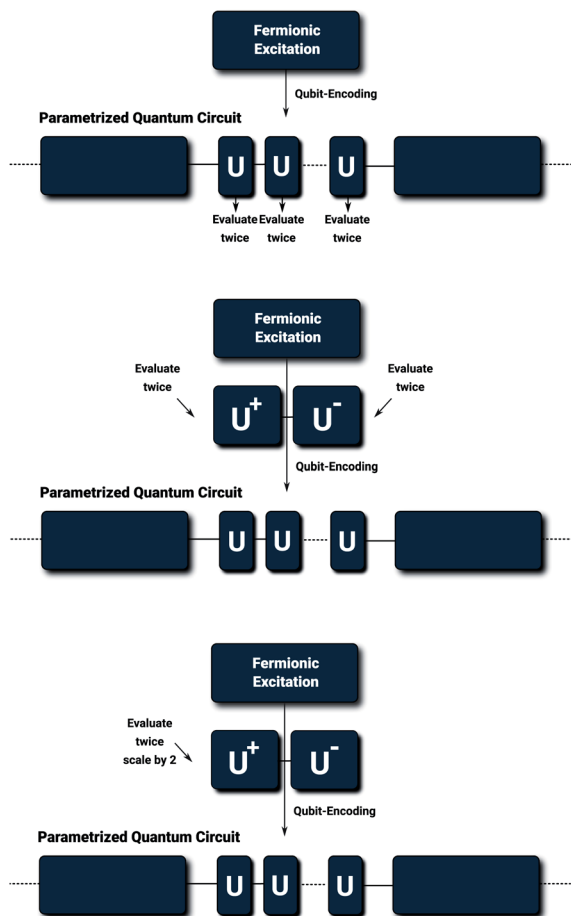 Fermionic
Excitation
Qubit-Encoding
Parametrized Quantum Circuit
U U U
Evaluate Evaluate Evaluate
twice twice twice
Fermionic
Excitation
Evaluate
twice
Evaluate
twice
U+ U-
Qubit-Encoding
Parametrized Quantum Circuit
U U U
Fermionic
Excitation
Evaluate
twice
scale by 2
U+ U-
Qubit-Encoding
Parametrized Quantum Circuit
U U U